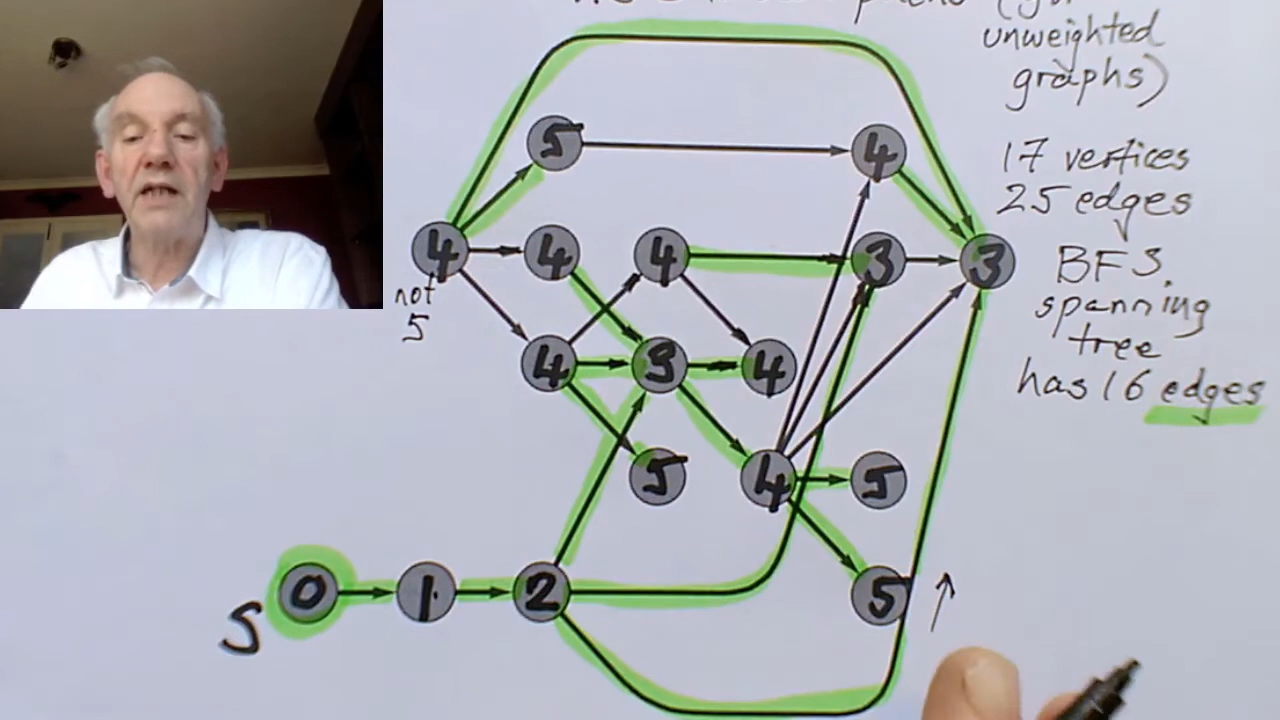 unweighted
graphs)
17 vertices
25 edges
BFS
spanning
tree
has 16 edges
5 4
4 4 4 3 3
not
5
4 3 4
5 4 5
0 1 2 5
S